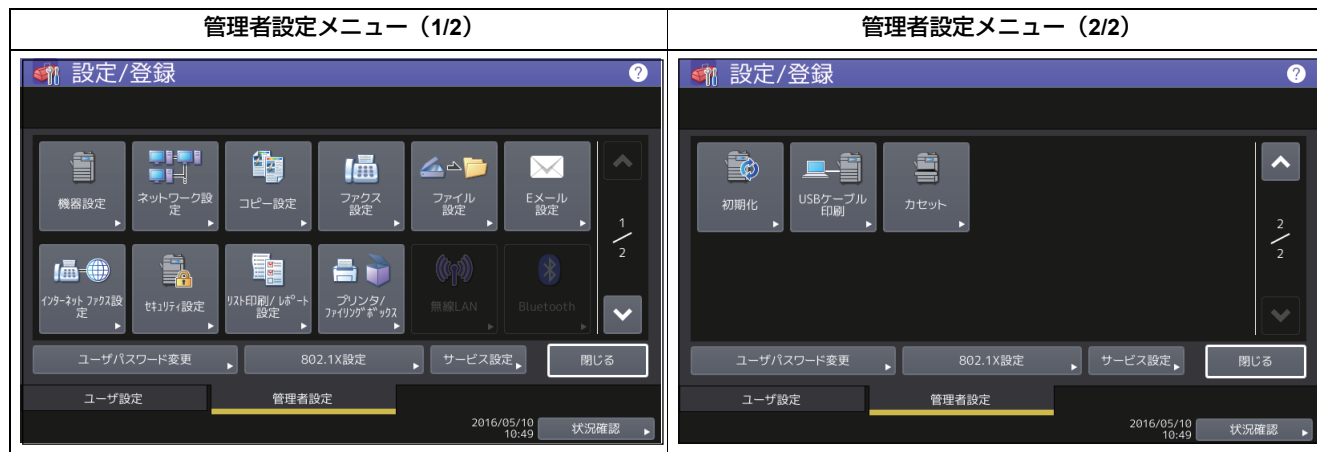 管理者設定メニュー（1/2）
管理者設定メニュー（2/2）
設定/登録
?
機器設定
ネットワーク設
定
コピー設定
ファクス
設定
ファイル
設定
Eメール
設定
1
2
インターネット ファクス設
定
セキュリティ設定
リスト印刷/ レポート
設定
プリンタ/
ファイリングボックス
無線LAN
Bluetooth
ユーザパスワード変更
802.1X設定
サービス設定
閉じる
ユーザ設定
管理者設定
2016/05/10
10:49
状況確認
設定/登録
?
初期化
USBケーブル
印刷
カセット
2
2
ユーザパスワード変更
802.1X設定
サービス設定
閉じる
ユーザ設定
管理者設定
2016/05/10
10:49
状況確認